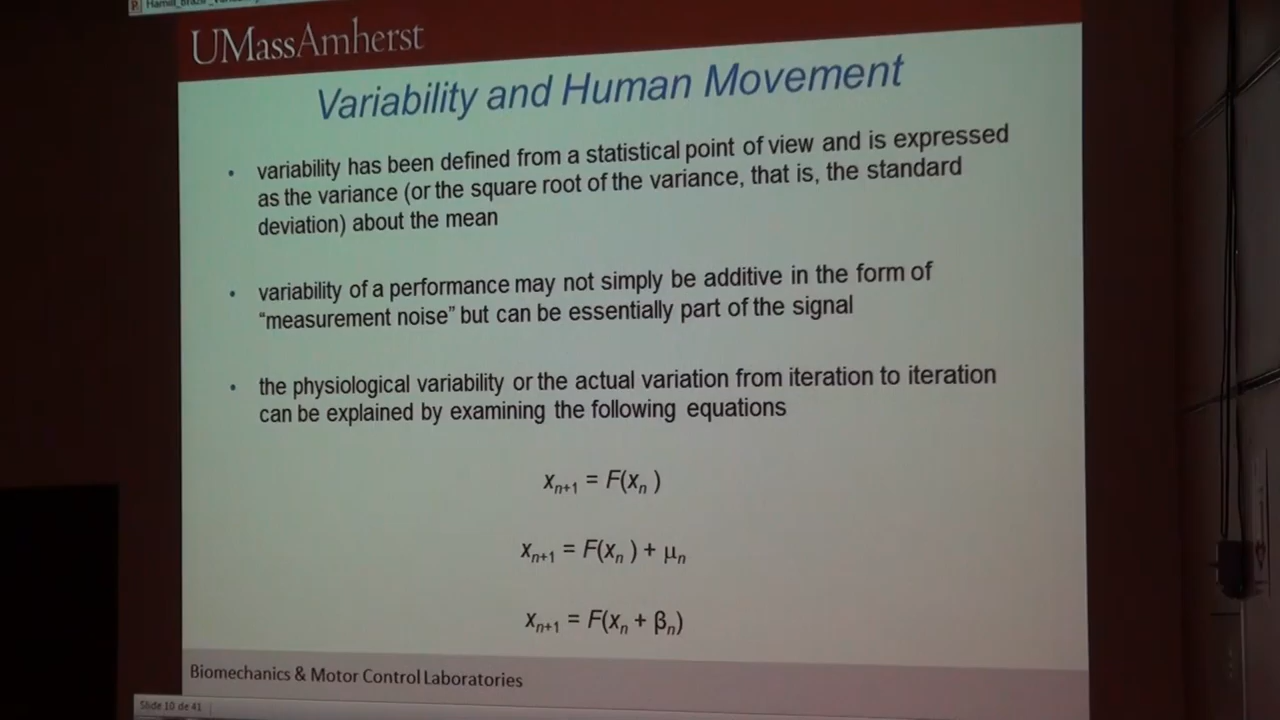 UMassAmherst
Variability and Human Movement
• variability has been defined from a statistical point of view and is expressed
as the variance (or the square root of the variance, that is, the standard
deviation) about the mean
• variability of a performance may not simply be additive in the form of
“measurement noise” but can be essentially part of the signal
• the physiological variability or the actual variation from iteration to iteration
can be explained by examining the following equations
xₙ₊₁ = F(xₙ )
xₙ₊₁ = F(xₙ ) + μₙ
xₙ₊₁ = F(xₙ + βₙ)
Biomechanics & Motor Control Laboratories
Slide 10 de 41